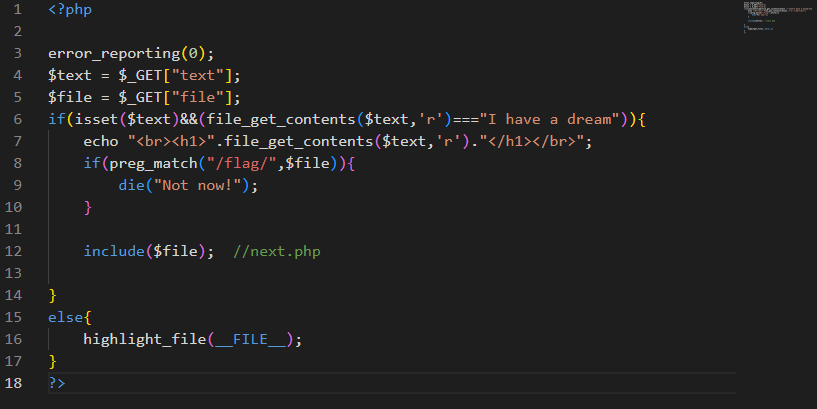 1 <?php
2
3 error_reporting(0);
4 $text = $_GET["text"];
5 $file = $_GET["file"];
6 if(isset($text)&&(file_get_contents($text,'r')==="I have a dream")){
7     echo "<br><h1>".file_get_contents($text,'r')."</h1></br>";
8     if(preg_match("/flag/",$file)){
9         die("Not now!");
10     }
11
12     include($file);  //next.php
13
14 }
15 else{
16     highlight_file(__FILE__);
17 }
18 ?>